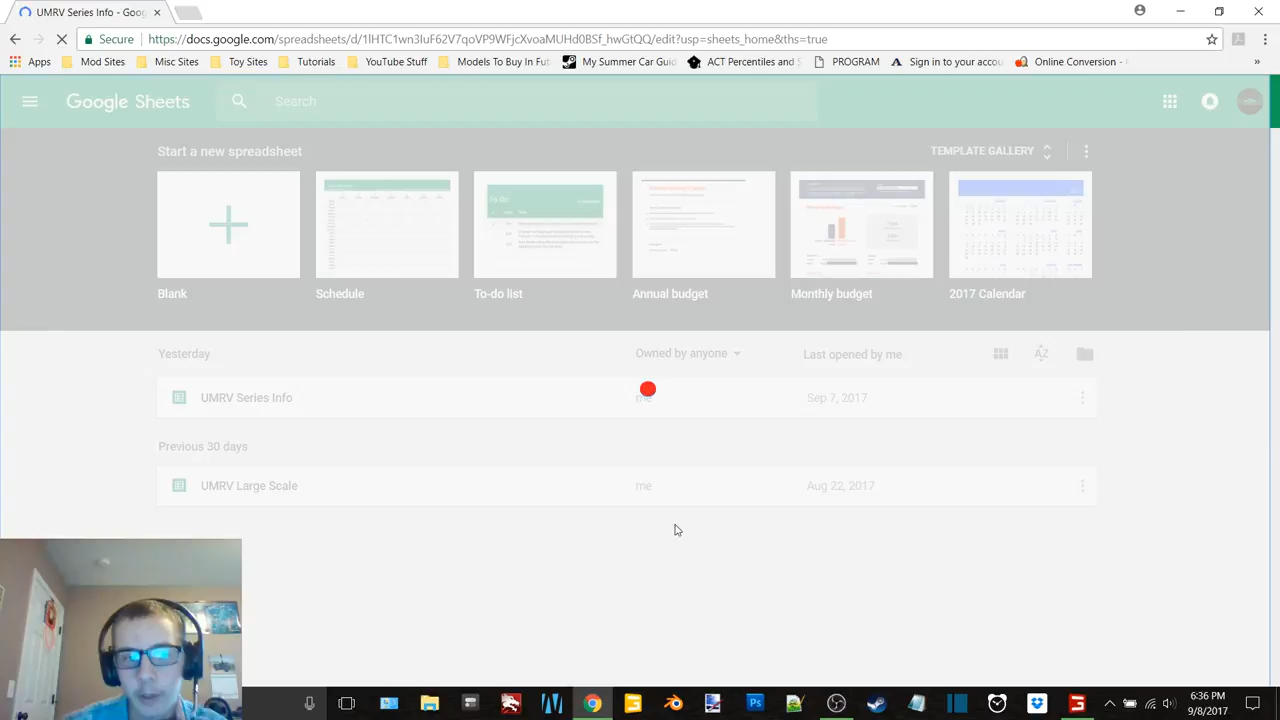 UMRV Series Info - Goog
Secure
https://docs.google.com/spreadsheets/d/1lHTC1wn3IuF62V7qoVP9WFjcXvoaMUHd0BSf_hwGtQQ/edit?usp=sheets_home&ths=true
Apps
Mod Sites
Misc Sites
Toy Sites
Tutorials
YouTube Stuff
Models To Buy In Fut
My Summer Car Guid
ACT Percentiles and S
PROGRAM
Sign in to your accou
Online Conversion -
Google Sheets
Search
Start a new spreadsheet
TEMPLATE GALLERY
Blank
Schedule
To-do list
Annual budget
Monthly budget
2017 Calendar
Yesterday
Owned by anyone
Last opened by me
UMRV Series Info
me
Sep 7, 2017
Previous 30 days
UMRV Large Scale
me
Aug 22, 2017
6:36 PM
9/8/2017